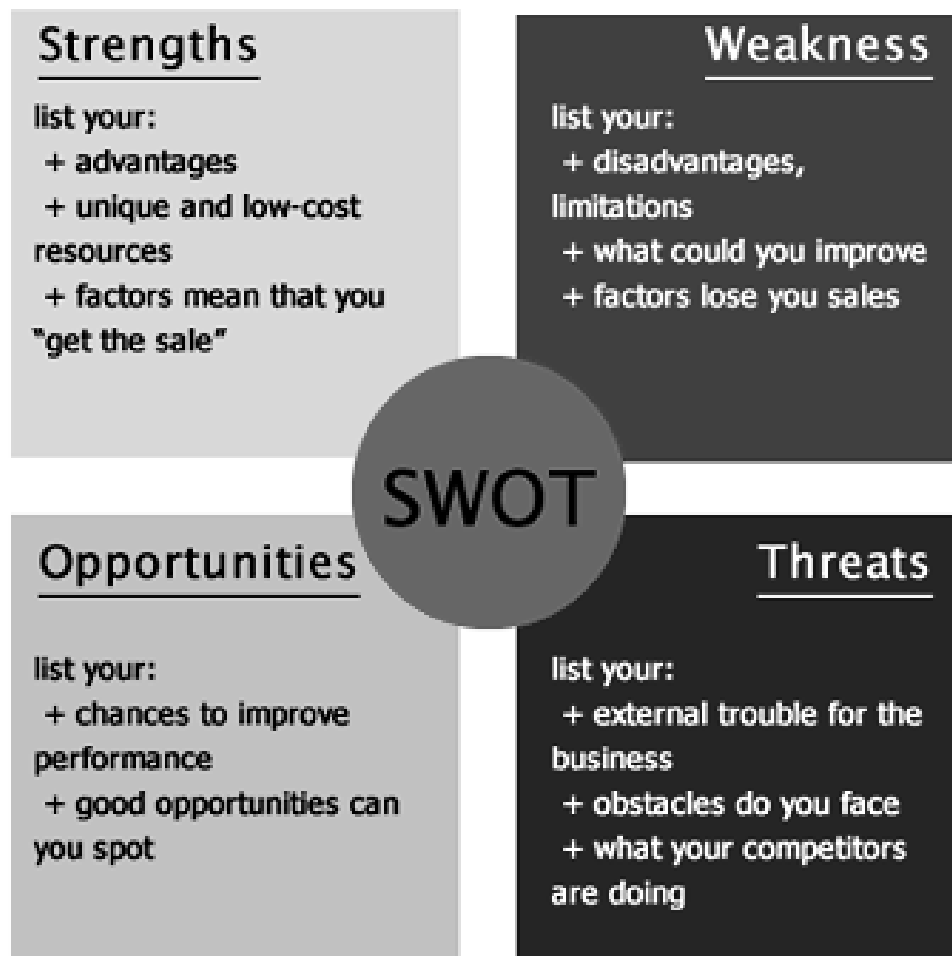 Strengths
list your:
+ advantages
+ unique and low-cost
resources
+ factors mean that you
“get the sale”
Weakness
list your:
+ disadvantages,
limitations
+ what could you improve
+ factors lose you sales
SWOT
Opportunities
list your:
+ chances to improve
performance
+ good opportunities can
you spot
Threats
list your:
+ external trouble for the
business
+ obstacles do you face
+ what your competitors
are doing